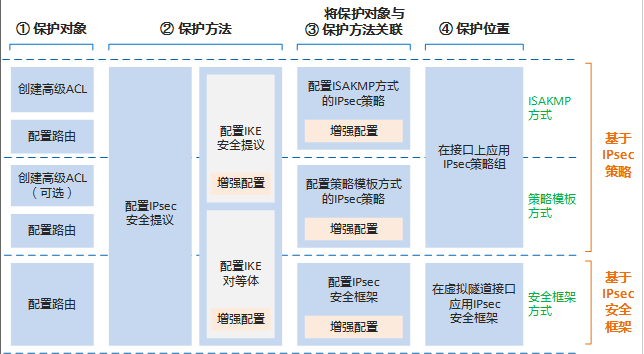 ① 保护对象
② 保护方法
将保护对象与
③ 保护方法关联
④ 保护位置
创建高级ACL
配置路由
创建高级ACL
（可选）
配置路由
配置路由
配置IPsec
安全提议
配置IKE
安全提议
增强配置
配置IKE
对等体
增强配置
配置ISAKMP方式
的IPsec策略
增强配置
配置策略模板方式
的IPsec策略
增强配置
配置IPsec
安全框架
增强配置
在接口上应用
IPsec策略组
在虚拟隧道接口
应用IPsec
安全框架
ISAKMP
方式
策略模板
方式
安全框架
方式
基于
IPsec
策略
基于
IPsec
安全
框架